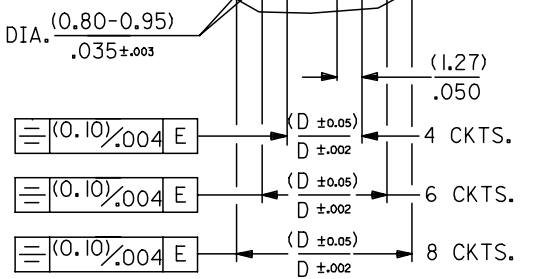 (0.80-0.95)
DIA. .035±.003
(1.27)
.050
(0.10)/.004 E (D ±0.05) 4 CKTS.
D ±.002
(0.10)/.004 E (D ±0.05) 6 CKTS.
D ±.002
(0.10)/.004 E (D ±0.05) 8 CKTS.
D ±.002